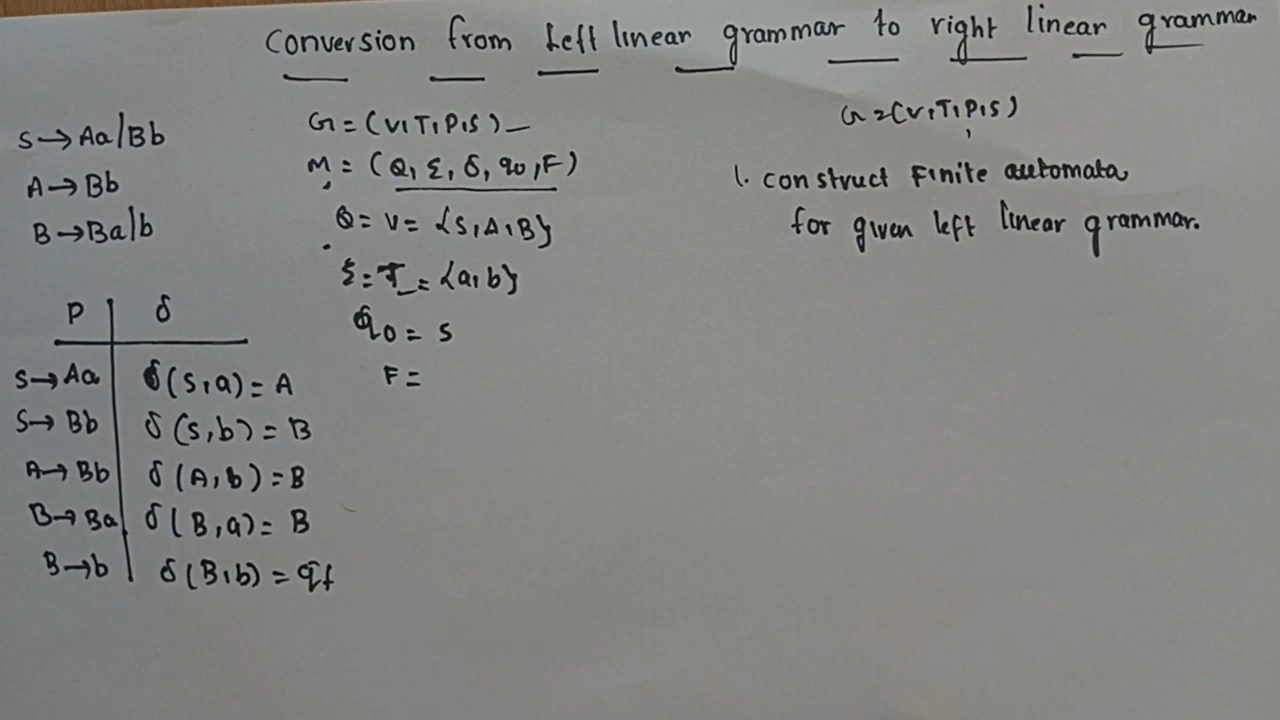 Conversion from Left linear grammar to right linear grammar
S→Aa/Bb
A→Bb
B→Ba/b
G=(V,T,P,S)
M=(Q,Σ,δ,q0,F)
Q=V={S,A,B}
Σ=T={a,b}
q0=S
F=
G=(V,T,P,S)
1. construct Finite automata
for given left linear grammar.
P δ
S→Aa δ(S,a)=A
S→Bb δ(S,b)=B
A→Bb δ(A,b)=B
B→Ba δ(B,a)=B
B→b δ(B,b)=qf